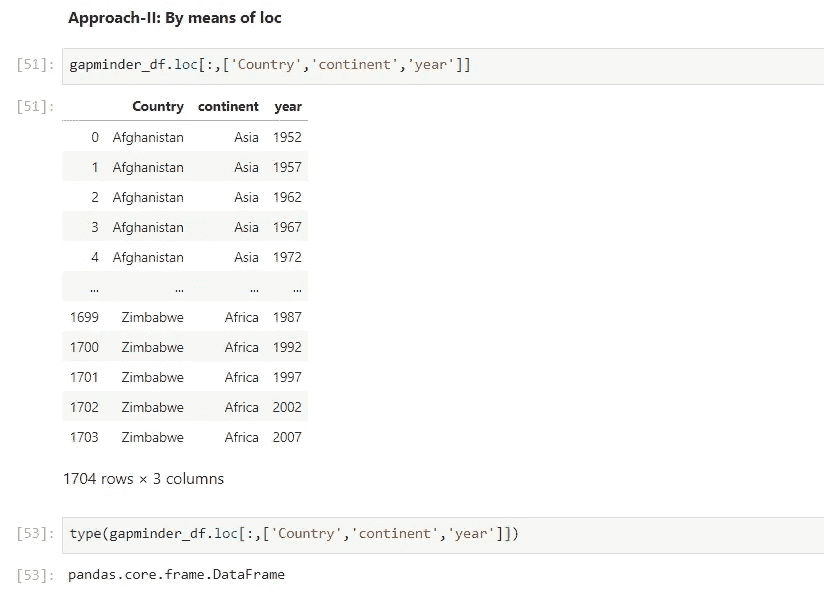 Approach-II: By means of loc
[51]: gapminder_df.loc[:,['Country','continent','year']]
[51]: Country continent year
0 Afghanistan Asia 1952
1 Afghanistan Asia 1957
2 Afghanistan Asia 1962
3 Afghanistan Asia 1967
4 Afghanistan Asia 1972
... ... ... ...
1699 Zimbabwe Africa 1987
1700 Zimbabwe Africa 1992
1701 Zimbabwe Africa 1997
1702 Zimbabwe Africa 2002
1703 Zimbabwe Africa 2007
1704 rows × 3 columns
[53]: type(gapminder_df.loc[:,['Country','continent','year']])
[53]: pandas.core.frame.DataFrame